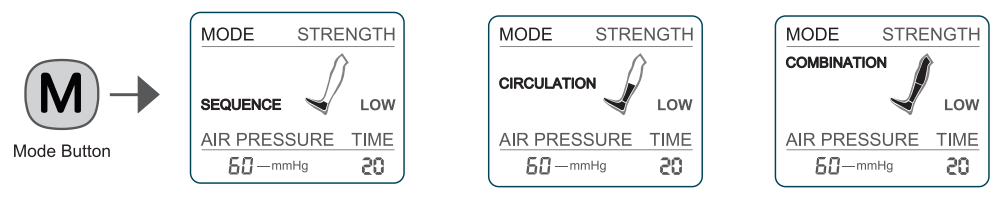 M
Mode Button
MODE STRENGTH
SEQUENCE
LOW
AIR PRESSURE TIME
60 — mmHg 20
MODE STRENGTH
CIRCULATION
LOW
AIR PRESSURE TIME
60 — mmHg 20
MODE STRENGTH
COMBINATION
LOW
AIR PRESSURE TIME
60 — mmHg 20